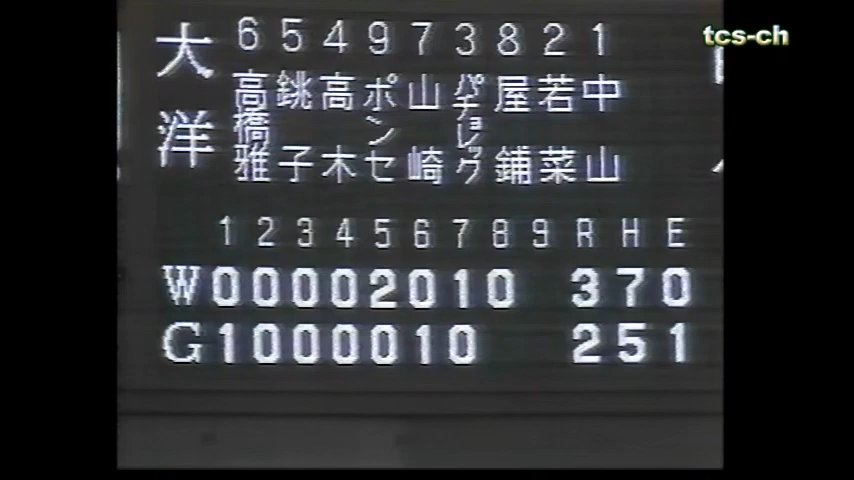 tcs-ch
大洋
6 5 4 9 7 3 8 2 1
高橋雅 銚子 高木 ポンセ 山崎 パチョレック 屋鋪 若菜 中山
1 2 3 4 5 6 7 8 9 R H E
W 0 0 0 0 2 0 1 0 3 7 0
G 1 0 0 0 0 1 0 2 5 1